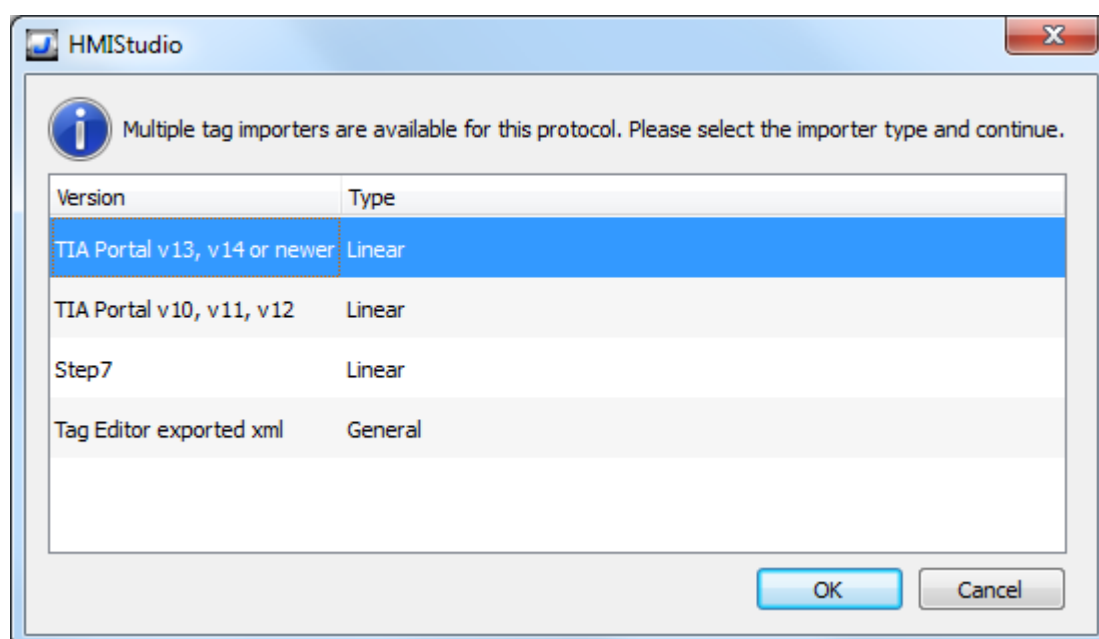 HMIStudio
Multiple tag importers are available for this protocol. Please select the importer type and continue.
Version Type
TIA Portal v13, v14 or newer Linear
TIA Portal v10, v11, v12 Linear
Step7 Linear
Tag Editor exported xml General
OK Cancel